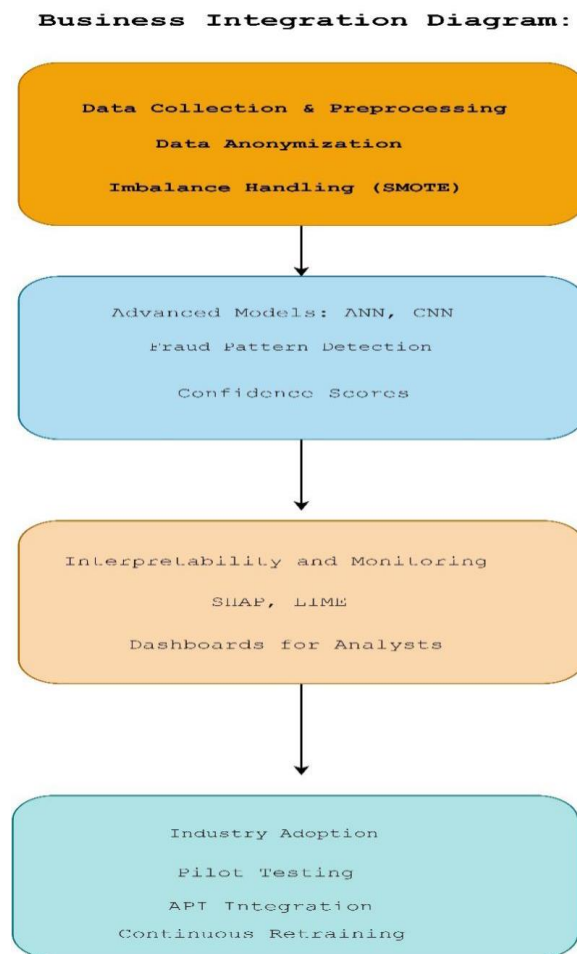 Business Integration Diagram:
Data Collection & Preprocessing
Data Anonymization
Imbalance Handling (SMOTE)
Advanced Models: ANN, CNN
Fraud Pattern Detection
Confidence Scores
Interpretability and Monitoring
SHAP, LIME
Dashboards for Analysts
Industry Adoption
Pilot Testing
API Integration
Continuous Retraining